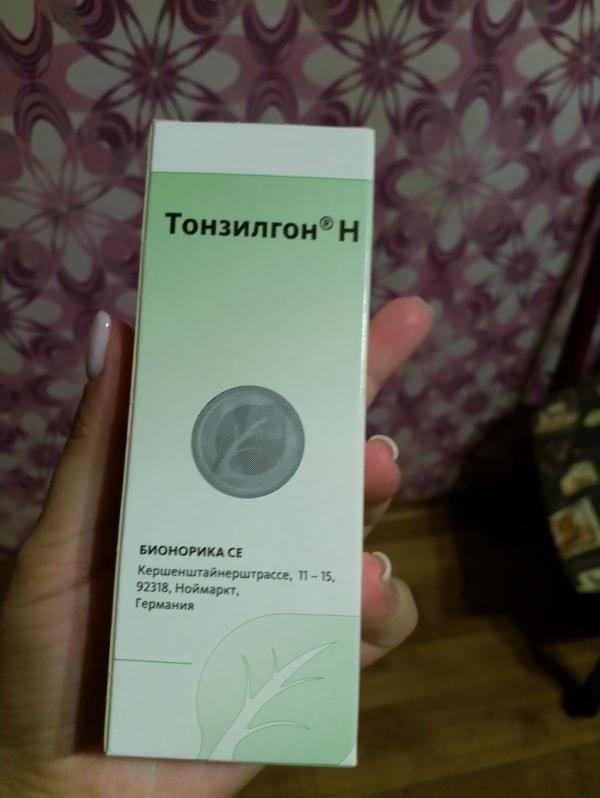 Тонзилгон® Н
БИОНОРИКА СЕ
Кершенштайнерштрассе, 11 – 15,
92318, Ноймаркт,
Германия